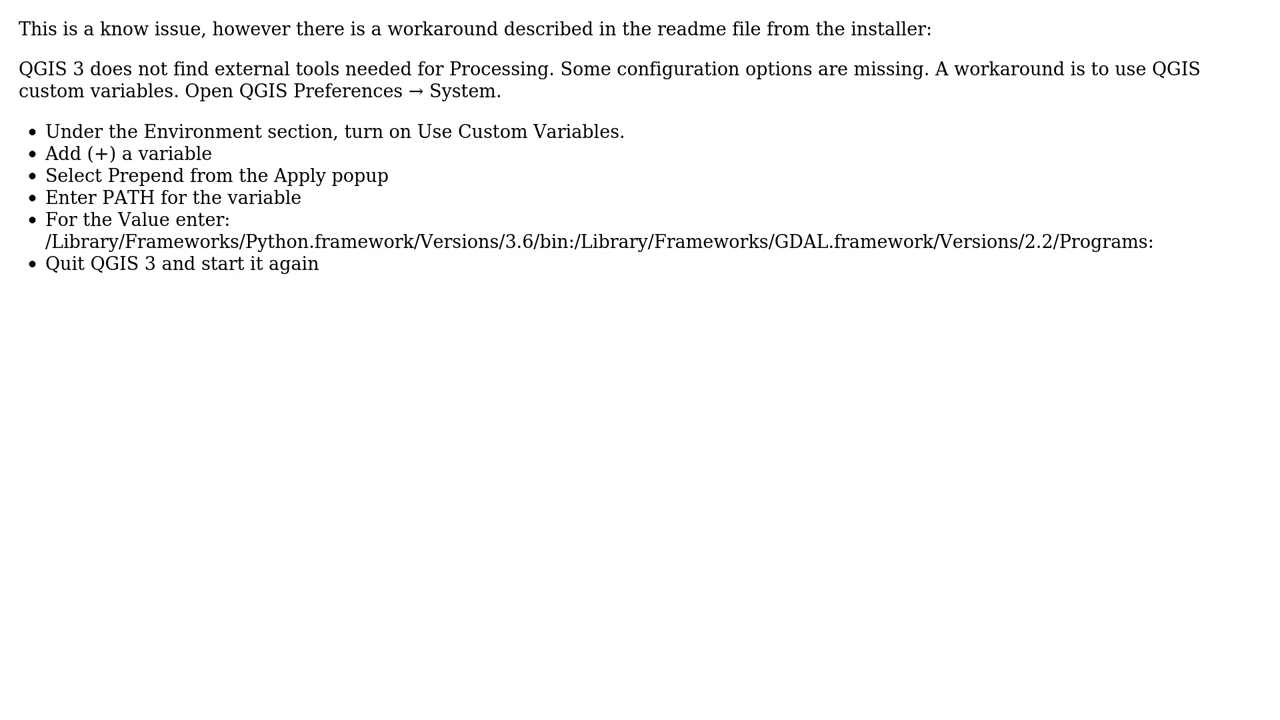 This is a know issue, however there is a workaround described in the readme file from the installer:
QGIS 3 does not find external tools needed for Processing. Some configuration options are missing. A workaround is to use QGIS
custom variables. Open QGIS Preferences → System.
• Under the Environment section, turn on Use Custom Variables.
• Add (+) a variable
• Select Prepend from the Apply popup
• Enter PATH for the variable
• For the Value enter:
/Library/Frameworks/Python.framework/Versions/3.6/bin:/Library/Frameworks/GDAL.framework/Versions/2.2/Programs:
• Quit QGIS 3 and start it again